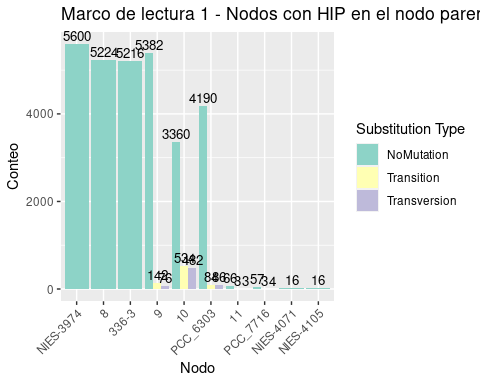 Marco de lectura 1 - Nodos con HIP en el nodo paren
5600
5224
5216
5382
142
76
3360
534
482
4190
84
86
66
33
57
34
16
16
Conteo
4000
2000
0
NIES-3974
8
336-3
9
10
PCC_6303
11
PCC_7716
NIES-4071
NIES-4105
Nodo
Substitution Type
NoMutation
Transition
Transversion